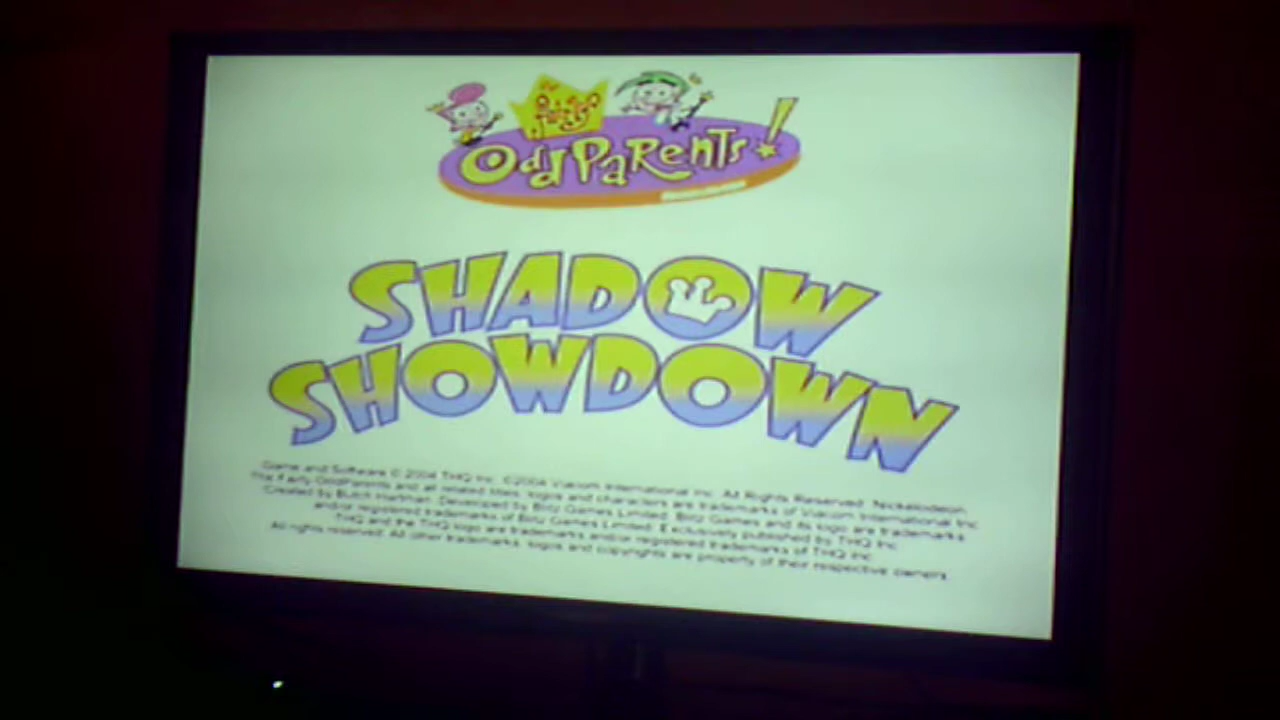 Fairly
OddParents!
SHADOW
SHOWDOWN
Game and Software © 2004 THQ Inc. ©2004 Viacom International Inc. All Rights Reserved. Nickelodeon,
The Fairly OddParents and all related titles, logos and characters are trademarks of Viacom International Inc.
Created by Butch Hartman. Developed by Blitz Games Limited. Blitz Games and its logo are trademarks
and/or registered trademarks of Blitz Games Limited. Exclusively published by THQ Inc.
THQ and the THQ logo are trademarks and/or registered trademarks of THQ Inc.
All rights reserved. All other trademarks, logos and copyrights are property of their respective owners.